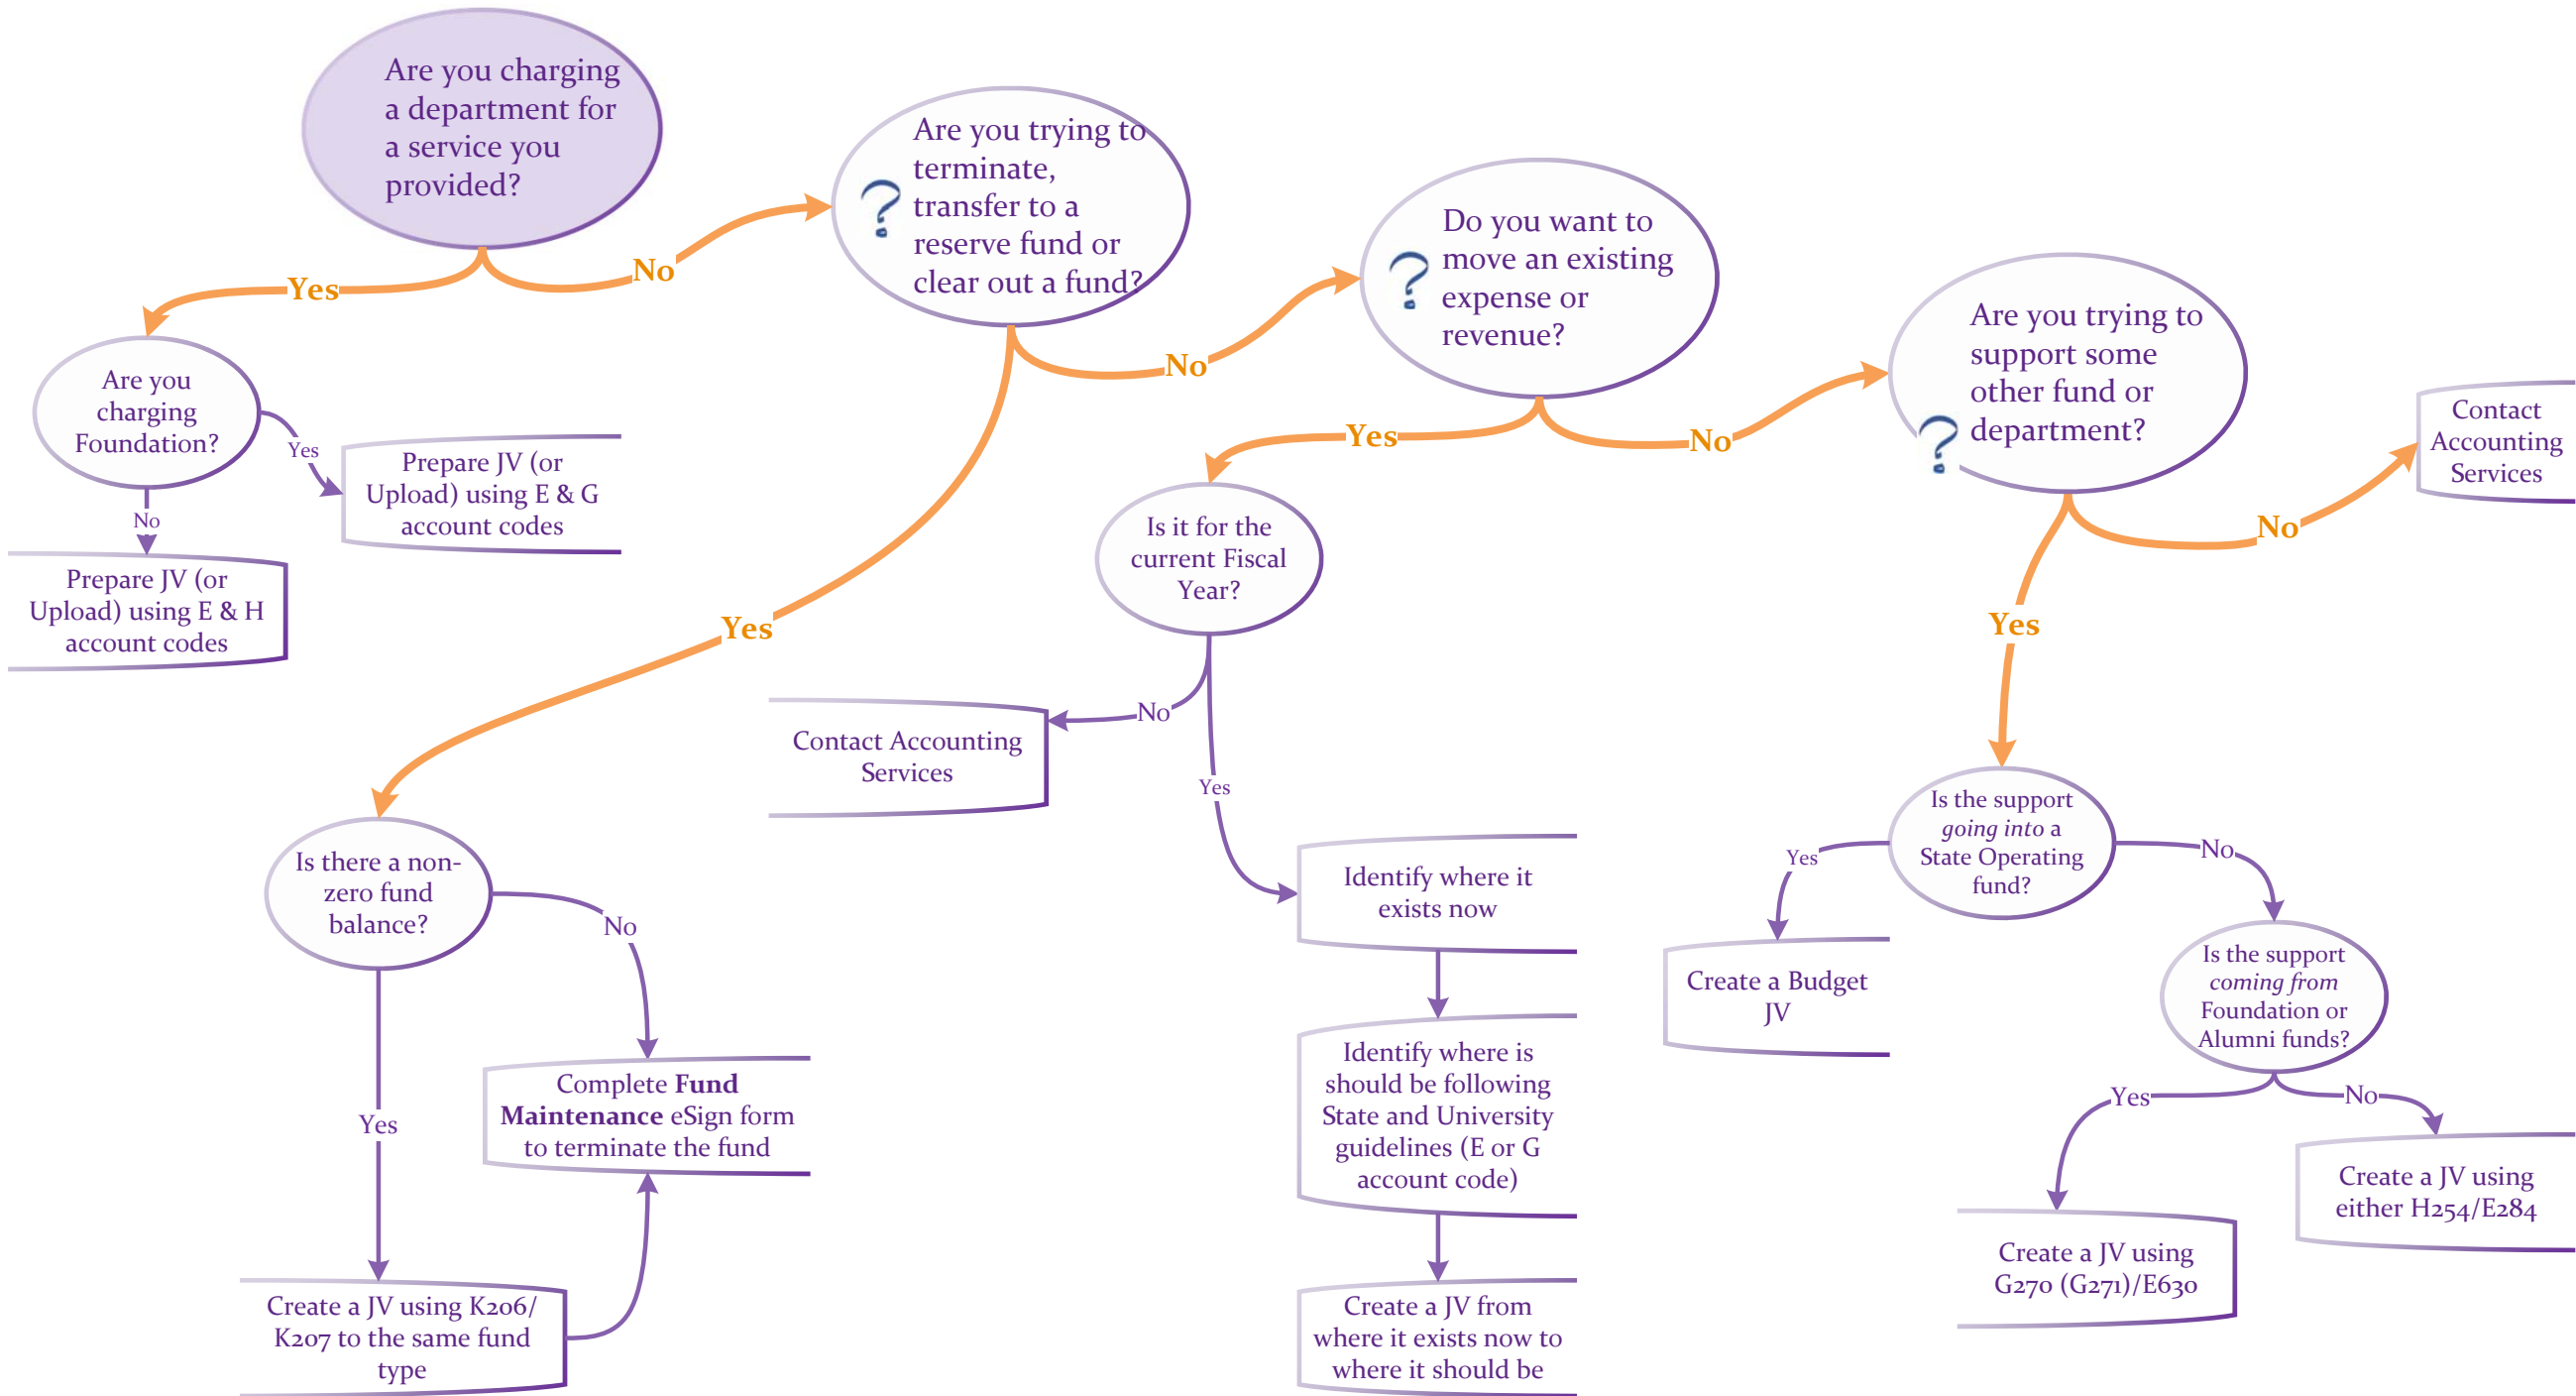 Are you charging
a department for
a service you
provided?
Yes
No
Are you
charging
Foundation?
Yes
No
Prepare JV (or
Upload) using E & G
account codes
Prepare JV (or
Upload) using E & H
account codes
?
Are you trying to
terminate,
transfer to a
reserve fund or
clear out a fund?
Yes
No
Is there a non-
zero fund
balance?
No
Yes
Complete Fund
Maintenance eSign form
to terminate the fund
Create a JV using K206/
K207 to the same fund
type
?
Do you want to
move an existing
expense or
revenue?
Yes
No
Is it for the
current Fiscal
Year?
No
Yes
Contact Accounting
Services
Identify where it
exists now
Identify where is
should be following
State and University
guidelines (E or G
account code)
Create a JV from
where it exists now to
where it should be
?
Are you trying to
support some
other fund or
department?
No
Yes
Contact
Accounting
Services
Is the support
going into a
State Operating
fund?
Yes
No
Create a Budget
JV
Is the support
coming from
Foundation or
Alumni funds?
Yes
No
Create a JV using
G270 (G271)/E630
Create a JV using
either H254/E284